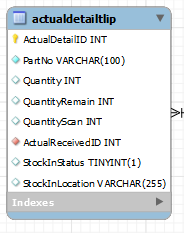 actualdetailtlip
ActualDetailID INT
PartNo VARCHAR(100)
Quantity INT
QuantityRemain INT
QuantityScan INT
ActualReceivedID INT
StockInStatus TINYINT(1)
StockInLocation VARCHAR(255)
Indexes